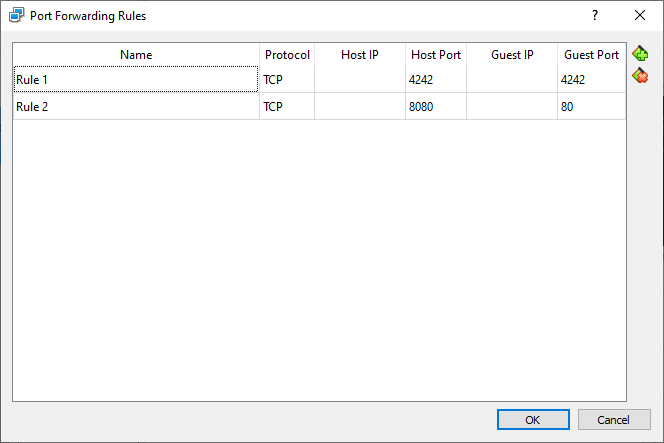 Port Forwarding Rules ?
Name Protocol Host IP Host Port Guest IP Guest Port
Rule 1 TCP 4242 4242
Rule 2 TCP 8080 80
OK Cancel